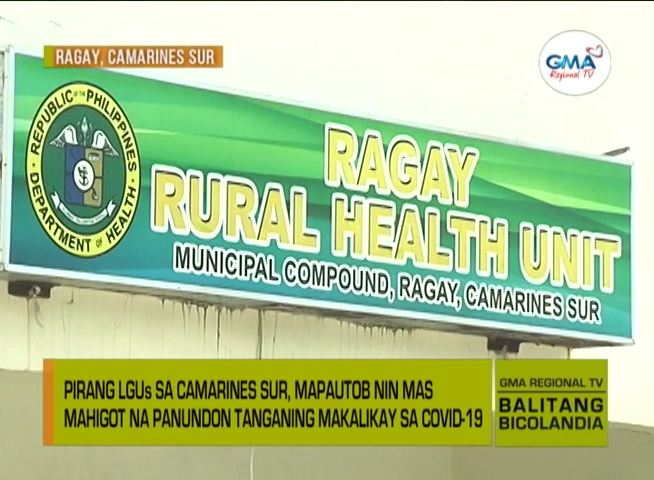 RAGAY, CAMARINES SUR
GMA
Regional TV
REPUBLIC OF THE PHILIPPINES
DEPARTMENT OF HEALTH
RAGAY
RURAL HEALTH UNIT
MUNICIPAL COMPOUND, RAGAY, CAMARINES SUR
PIRANG LGUs SA CAMARINES SUR, MAPAUTOB NIN MAS
MAHIGOT NA PANUNDON TANGANING MAKALIKAY SA COVID-19
GMA REGIONAL TV
BALITANG
BICOLANDIA